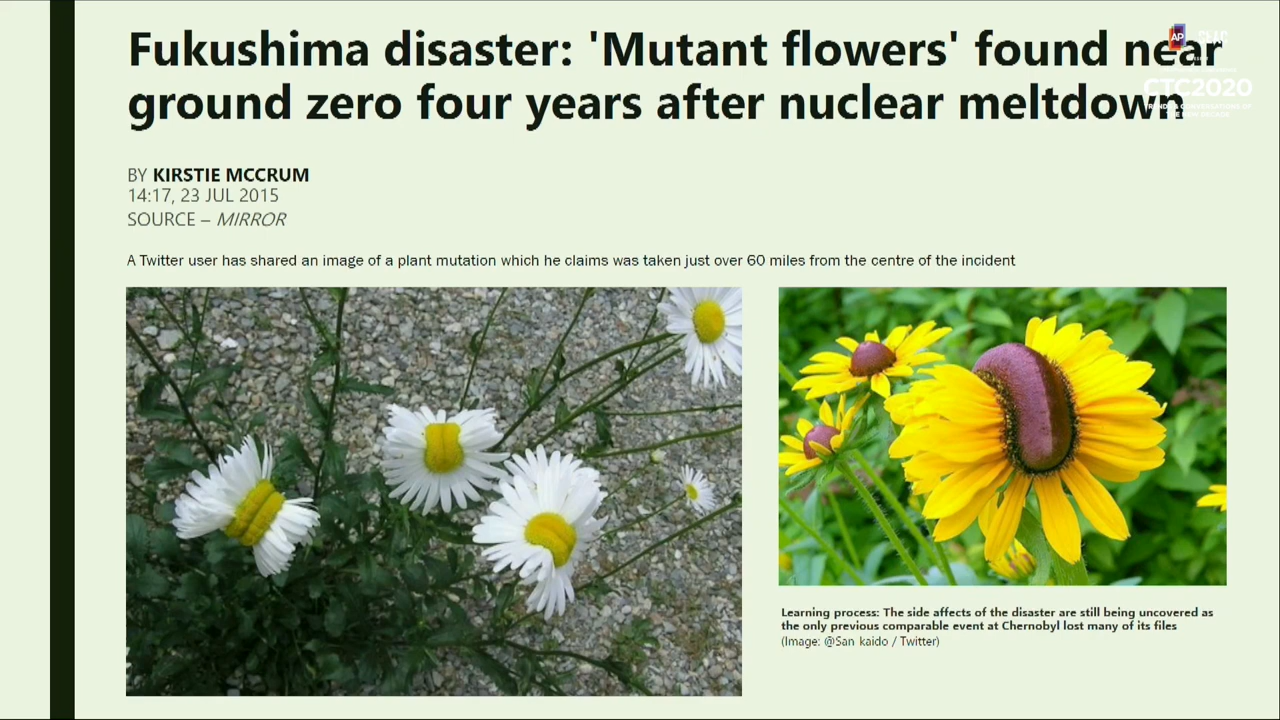 Fukushima disaster: 'Mutant flowers' found near
ground zero four years after nuclear meltdown
AP
CTC2020
BY KIRSTIE MCCRUM
14:17, 23 JUL 2015
SOURCE – MIRROR
A Twitter user has shared an image of a plant mutation which he claims was taken just over 60 miles from the centre of the incident
Learning process: The side affects of the disaster are still being uncovered as
the only previous comparable event at Chernobyl lost many of its files
(Image: @San kaido / Twitter)